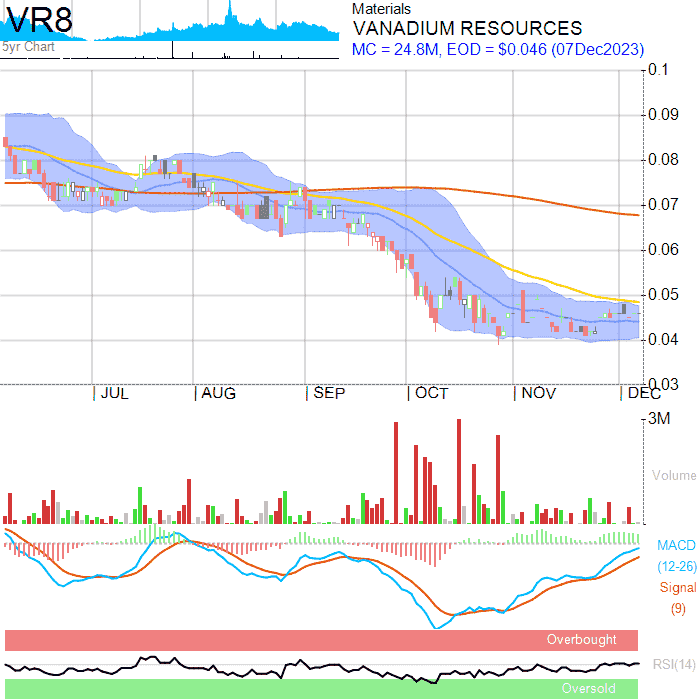 VR8
5yr Chart
Materials
VANADIUM RESOURCES
MC = 24.8M, EOD = $0.046 (07Dec2023)
0.1
0.09
0.08
0.07
0.06
0.05
0.04
0.03
JUL AUG SEP OCT NOV DEC
3M
Volume
MACD
(12-26)
Signal
(9)
Overbought
RSI(14)
Oversold